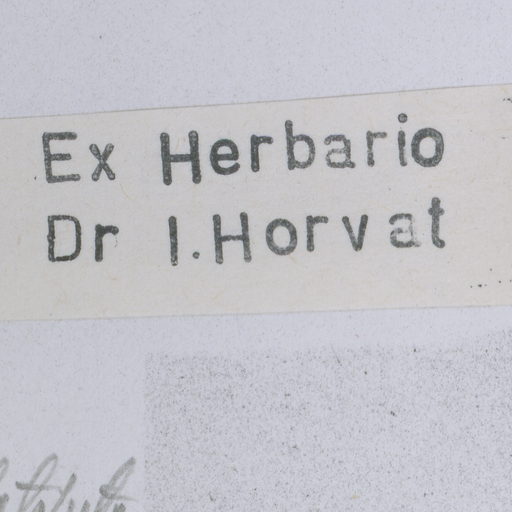 Ex Herbario
Dr I. Horvat